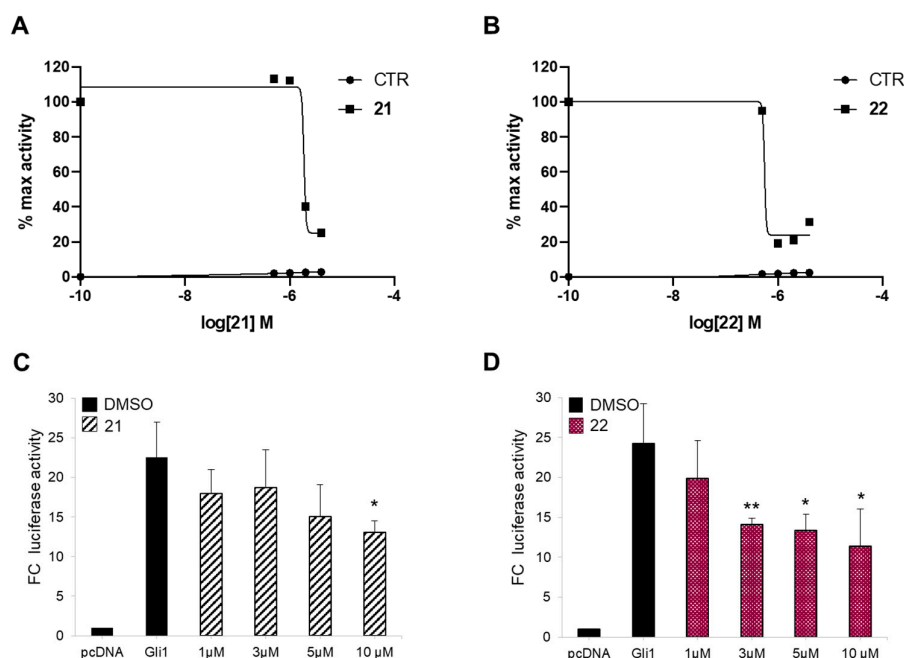 A
120
100
80
60
40
20
0
% max activity
-10
-8
-6
-4
log[21] M
CTR
21
B
120
100
80
60
40
20
0
% max activity
-10
-8
-6
-4
log[22] M
CTR
22
C
30
25
20
15
10
5
0
FC luciferase activity
DMSO
21
*
pcDNA
Gli1
1µM
3µM
5µM
10 µM
D
30
25
20
15
10
5
0
FC luciferase activity
DMSO
22
**
*
*
pcDNA
Gli1
1µM
3µM
5µM
10 µM